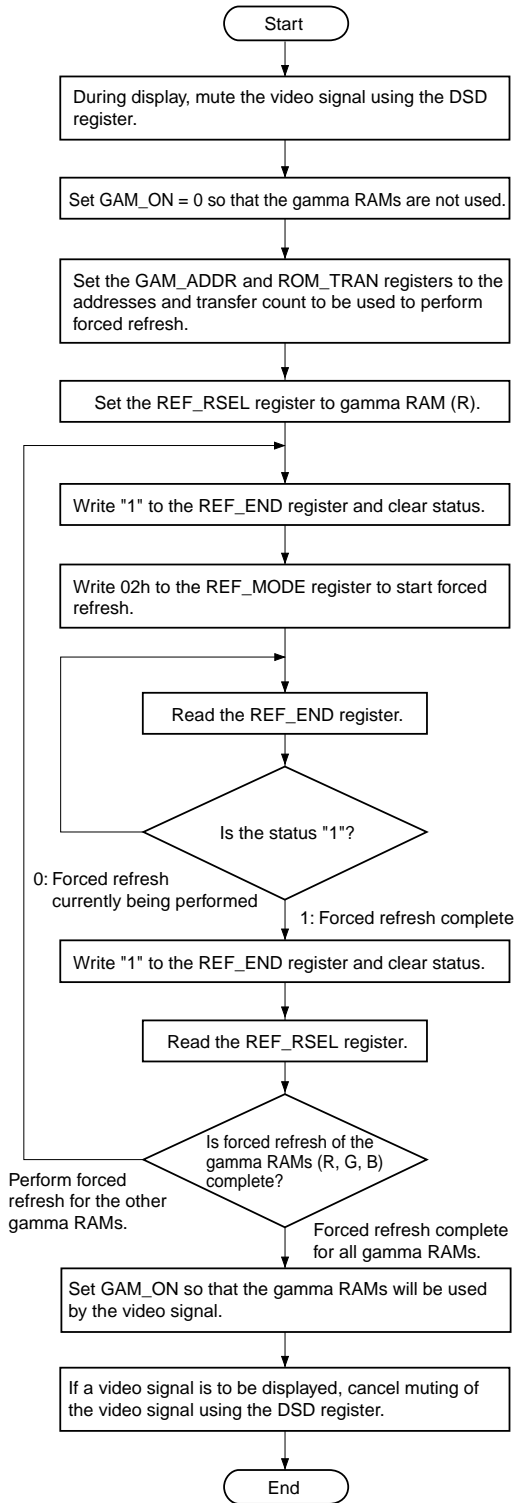 Start
During display, mute the video signal using the DSD
register.
Set GAM_ON = 0 so that the gamma RAMs are not used.
Set the GAM_ADDR and ROM_TRAN registers to the
addresses and transfer count to be used to perform
forced refresh.
Set the REF_RSEL register to gamma RAM (R).
Write "1" to the REF_END register and clear status.
Write 02h to the REF_MODE register to start forced
refresh.
Read the REF_END register.
Is the status "1"?
0: Forced refresh
currently being performed
1: Forced refresh complete
Write "1" to the REF_END register and clear status.
Read the REF_RSEL register.
Is forced refresh of the
gamma RAMs (R, G, B)
complete?
Perform forced
refresh for the other
gamma RAMs.
Forced refresh complete
for all gamma RAMs.
Set GAM_ON so that the gamma RAMs will be used
by the video signal.
If a video signal is to be displayed, cancel muting of
the video signal using the DSD register.
End